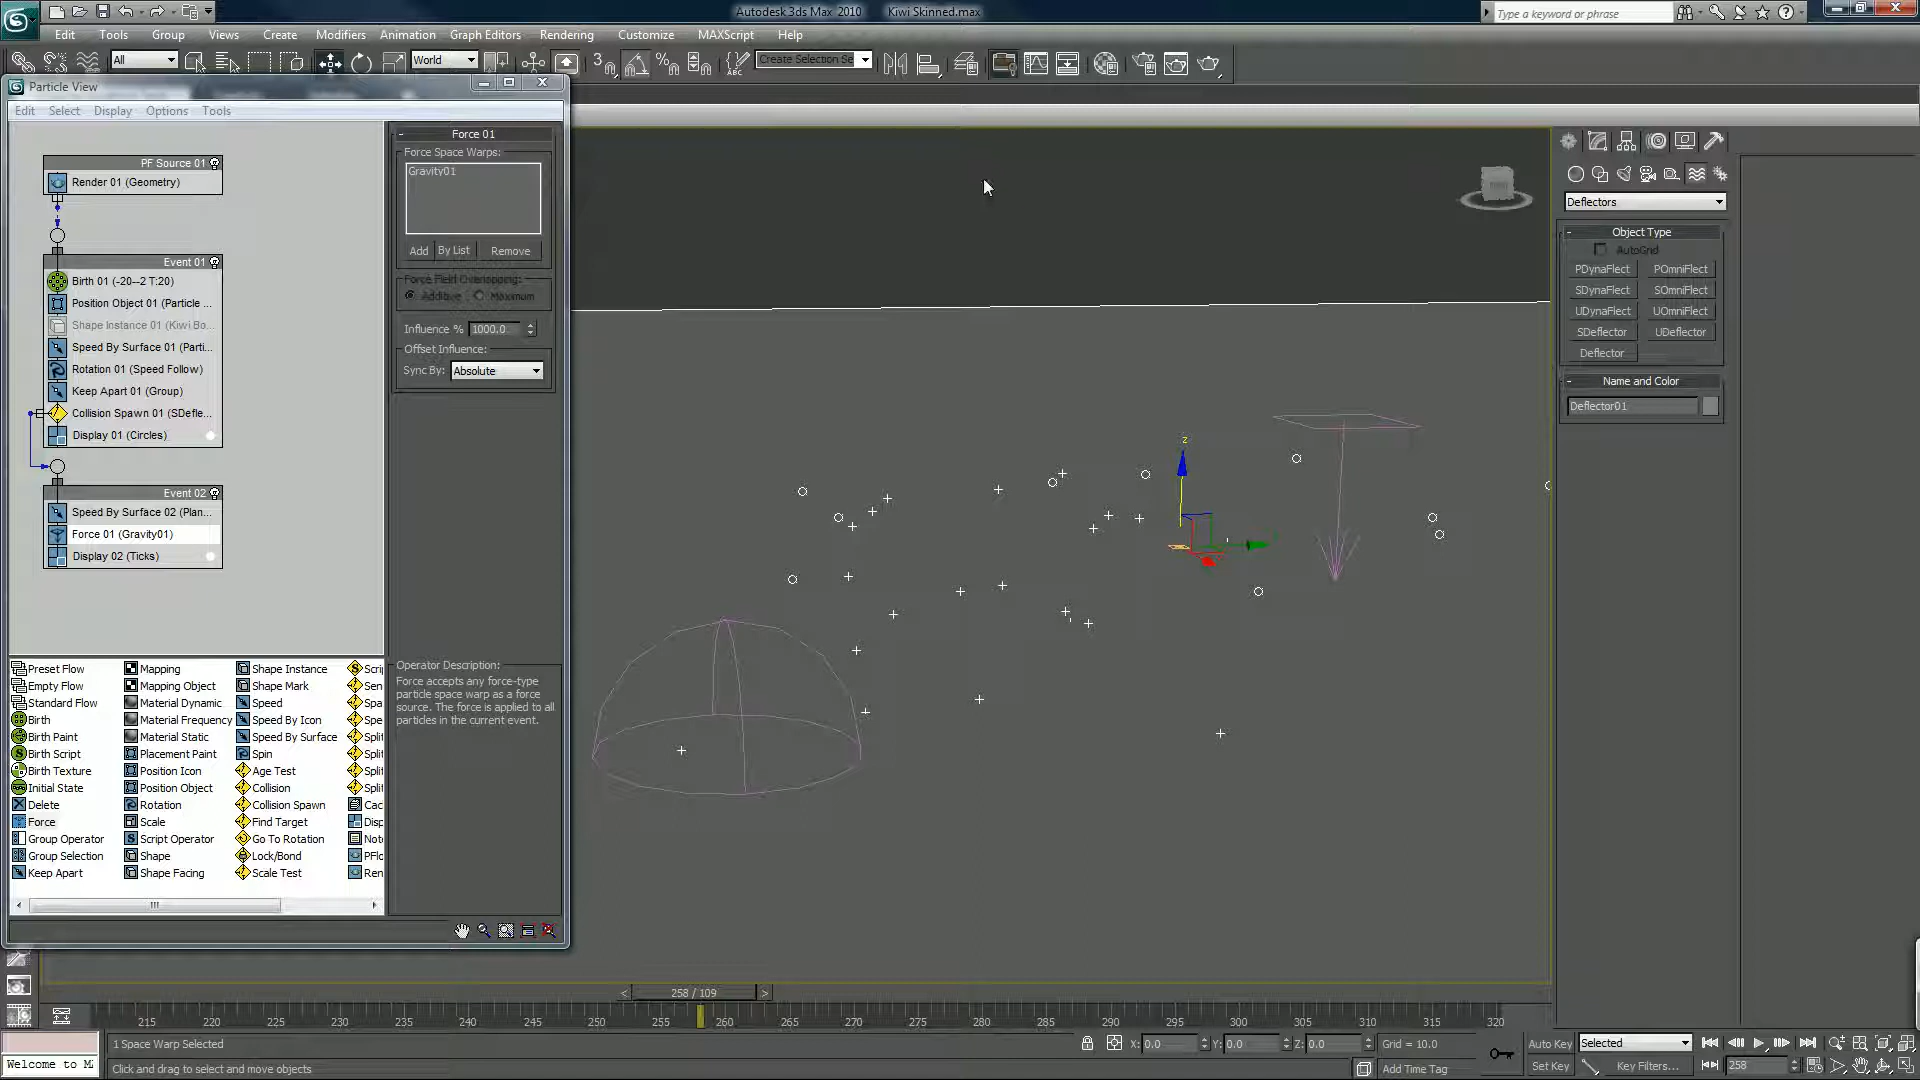 Autodesk 3ds Max 2010 Kiwi Skinned.max
Type a keyword or phrase
Edit Tools Group Views Create Modifiers Animation Graph Editors Rendering Customize MAXScript Help
All
World
Create Selection Se
Particle View
Edit Select Display Options Tools
PF Source 01
Render 01 (Geometry)
Event 01
Birth 01 (-20--2 T:20)
Position Object 01 (Particle ...
Shape Instance 01 (Kiwi Bo...
Speed By Surface 01 (Parti...
Rotation 01 (Speed Follow)
Keep Apart 01 (Group)
Collision Spawn 01 (SDefle...
Display 01 (Circles)
Event 02
Speed By Surface 02 (Plan...
Force 01 (Gravity01)
Display 02 (Ticks)
Force 01
Force Space Warps:
Gravity01
Add By List Remove
Force Field Overlapping:
Additive Maximum
Influence % 1000.0
Offset Influence:
Sync By: Absolute
Preset Flow Mapping Shape Instance Scri
Empty Flow Mapping Object Shape Mark Sen
Standard Flow Material Dynamic Speed Spa
Birth Material Frequency Speed By Icon Spe
Birth Paint Material Static Speed By Surface Split
Birth Script Placement Paint Spin Split
Birth Texture Position Icon Age Test Split
Initial State Position Object Collision Split
Delete Rotation Collision Spawn Cac
Force Scale Find Target Disp
Group Operator Script Operator Go To Rotation Not
Group Selection Shape Lock/Bond PFlo
Keep Apart Shape Facing Scale Test Ren
Operator Description:
Force accepts any force-type
particle space warp as a force
source. The force is applied to all
particles in the current event.
z
Deflectors
Object Type
AutoGrid
PDynaFlect POmniFlect
SDynaFlect SOmniFlect
UDynaFlect UOmniFlect
SDeflector UDeflector
Deflector
Name and Color
Deflector01
< 258 / 109 >
215 220 225 230 235 240 245 250 255 260 265 270 275 280 285 290 295 300 305 310 315 320
1 Space Warp Selected X: 0.0 Y: 0.0 Z: 0.0 Grid = 10.0 Auto Key Selected
Welcome to M Click and drag to select and move objects Add Time Tag Set Key Key Filters... 258